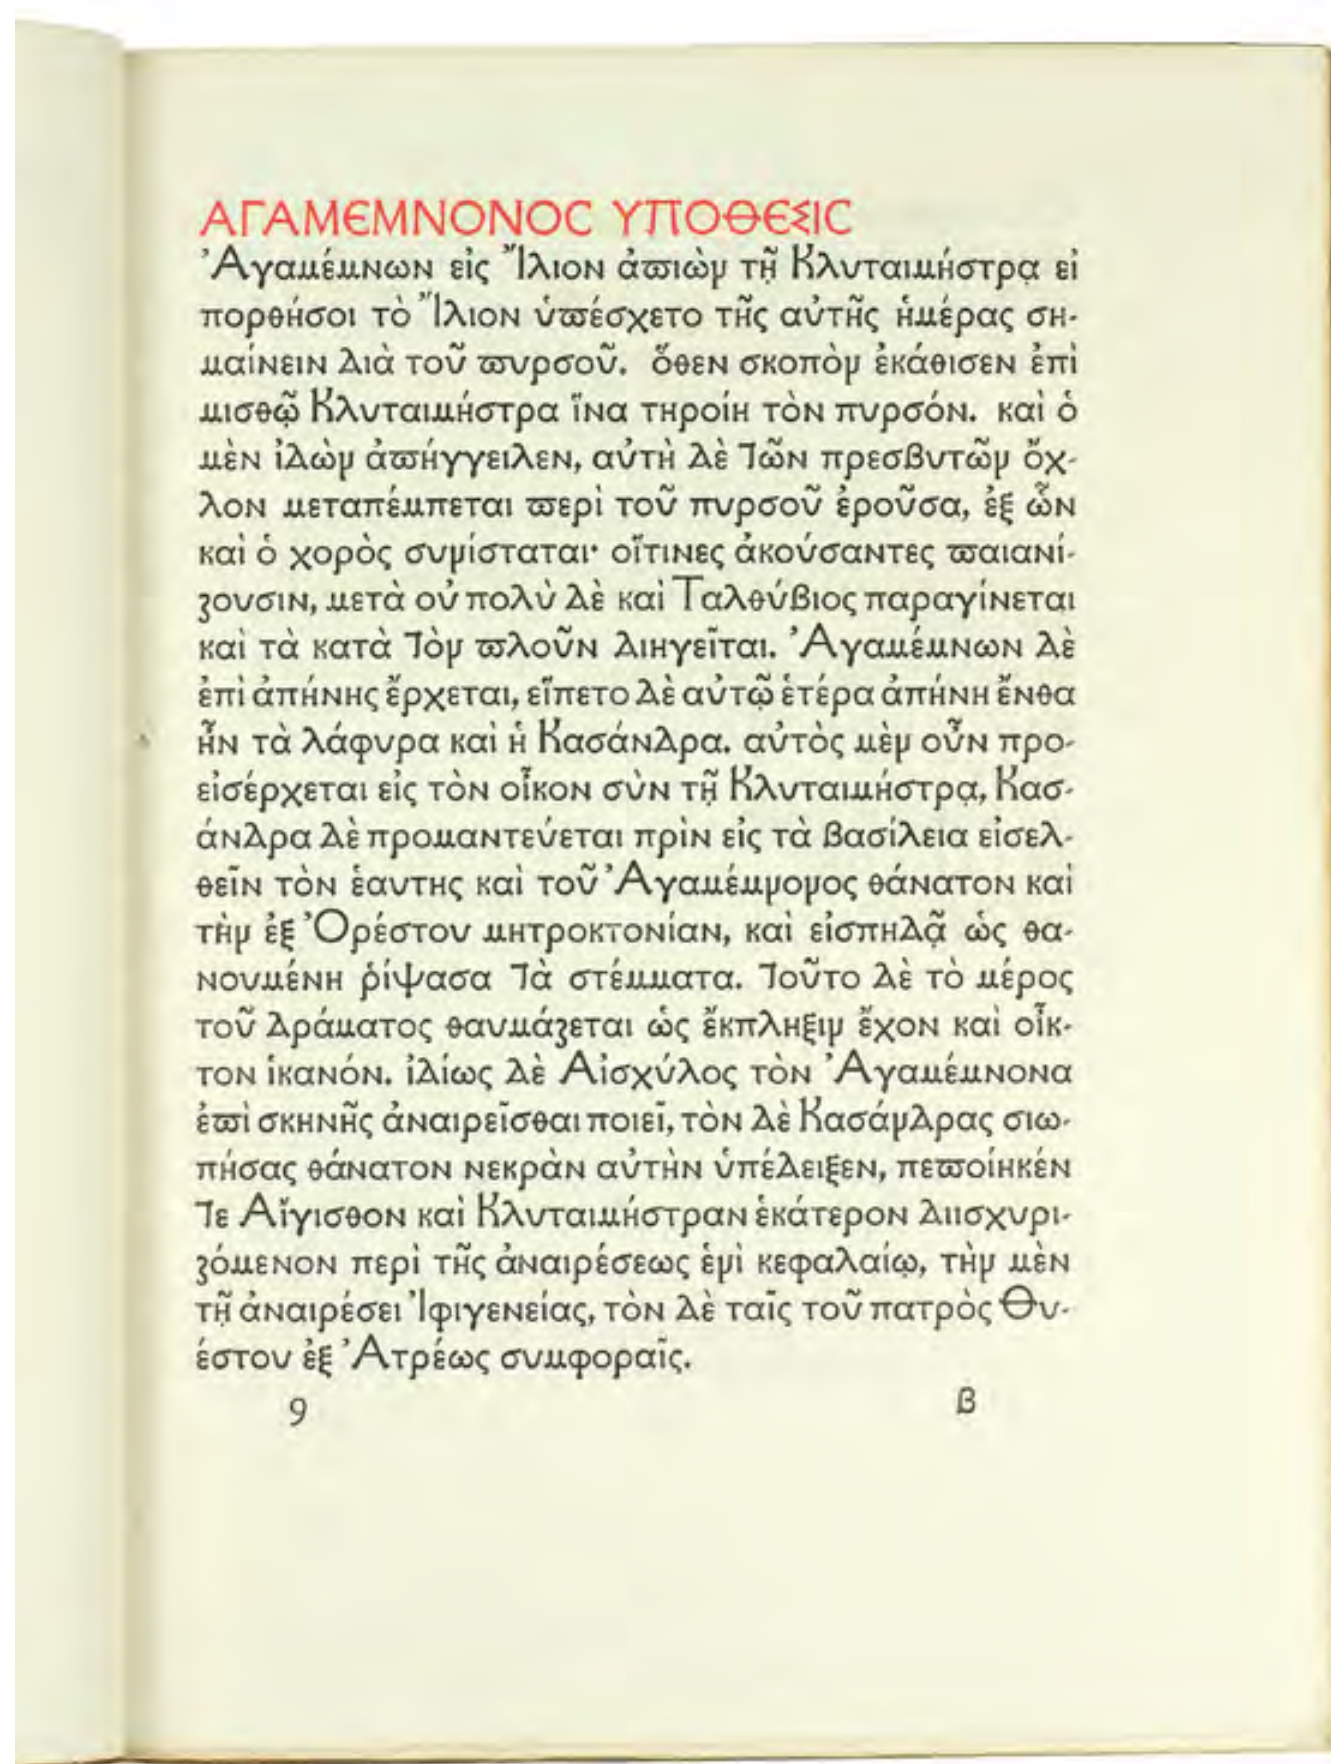 ΑΓΑΜΕΜΝΟΝΟΣ ΥΠΟΘΕΣΙΣ
Ἀγαμέμνων εἰς Ἴλιον ἀπιὼν τῇ Κλυταιμήστρᾳ εἰ
πορθήσοι τὸ Ἴλιον ὑπέσχετο τῆς αὐτῆς ἡμέρας ση-
μαίνειν διὰ τοῦ πυρσοῦ. ὅθεν σκοπὸν ἐκάθισεν ἐπὶ
μισθῷ Κλυταιμήστρα ἵνα τηροίη τὸν πυρσόν. καὶ ὁ
μὲν ἰδὼν ἀπήγγειλεν, αὐτὴ δὲ τῶν πρεσβυτῶν ὄχ-
λον μεταπέμπεται περὶ τοῦ πυρσοῦ ἐροῦσα, ἐξ ὧν
καὶ ὁ χορὸς συνίσταται· οἵτινες ἀκούσαντες παιανί-
ζουσιν, μετὰ οὐ πολὺ δὲ καὶ Ταλθύβιος παραγίνεται
καὶ τὰ κατὰ τὸν πλοῦν διηγεῖται. Ἀγαμέμνων δὲ
ἐπὶ ἀπήνης ἔρχεται, εἵπετο δὲ αὐτῷ ἑτέρα ἀπήνη ἔνθα
ἦν τὰ λάφυρα καὶ ἡ Κασάνδρα. αὐτὸς μὲν οὖν προ-
εισέρχεται εἰς τὸν οἶκον σὺν τῇ Κλυταιμήστρᾳ, Κασ-
άνδρα δὲ προμαντεύεται πρὶν εἰς τὰ βασίλεια εἰσελ-
θεῖν τὸν ἑαυτης καὶ τοῦ Ἀγαμέμνονος θάνατον καὶ
τὴν ἐξ Ὀρέστου μητροκτονίαν, καὶ εἰσπηδᾷ ὡς θα-
νουμένη ῥίψασα τὰ στέμματα. τοῦτο δὲ τὸ μέρος
τοῦ δράματος θαυμάζεται ὡς ἔκπληξιν ἔχον καὶ οἶκ-
τον ἱκανόν. ἰδίως δὲ Αἰσχύλος τὸν Ἀγαμέμνονα
ἐπὶ σκηνῆς ἀναιρεῖσθαι ποιεῖ, τὸν δὲ Κασάνδρας σιω-
πήσας θάνατον νεκρὰν αὐτὴν ὑπέδειξεν, πεποίηκέν
τε Αἴγισθον καὶ Κλυταιμήστραν ἑκάτερον διισχυρι-
ζόμενον περὶ τῆς ἀναιρέσεως ἑνὶ κεφαλαίῳ, τὴν μὲν
τῇ ἀναιρέσει Ἰφιγενείας, τὸν δὲ ταῖς τοῦ πατρὸς Θυ-
έστου ἐξ Ἀτρέως συμφοραῖς.
9 β